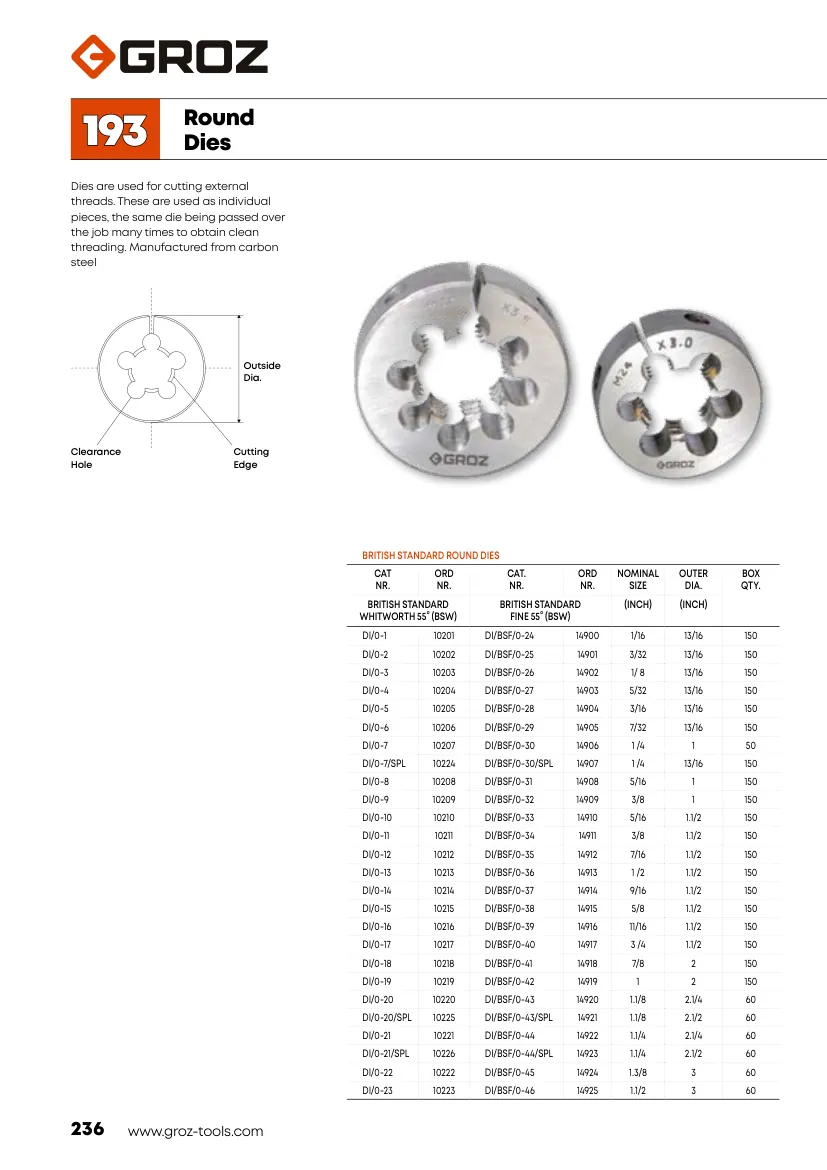 GROZ
193
Round
Dies
Dies are used for cutting external
threads. These are used as individual
pieces, the same die being passed over
the job many times to obtain clean
threading. Manufactured from carbon
steel
Outside
Dia.
Clearance
Hole
Cutting
Edge
GROZ
M24 X3.0
GROZ
BRITISH STANDARD ROUND DIES
CAT ORD CAT. ORD NOMINAL OUTER BOX
NR. NR. NR. NR. SIZE DIA. QTY.
BRITISH STANDARD BRITISH STANDARD (INCH) (INCH)
WHITWORTH 55° (BSW) FINE 55° (BSW)
DI/0-1 10201 DI/BSF/0-24 14900 1/16 13/16 150
DI/0-2 10202 DI/BSF/0-25 14901 3/32 13/16 150
DI/0-3 10203 DI/BSF/0-26 14902 1/ 8 13/16 150
DI/0-4 10204 DI/BSF/0-27 14903 5/32 13/16 150
DI/0-5 10205 DI/BSF/0-28 14904 3/16 13/16 150
DI/0-6 10206 DI/BSF/0-29 14905 7/32 13/16 150
DI/0-7 10207 DI/BSF/0-30 14906 1 /4 1 50
DI/0-7/SPL 10224 DI/BSF/0-30/SPL 14907 1 /4 13/16 150
DI/0-8 10208 DI/BSF/0-31 14908 5/16 1 150
DI/0-9 10209 DI/BSF/0-32 14909 3/8 1 150
DI/0-10 10210 DI/BSF/0-33 14910 5/16 1.1/2 150
DI/0-11 10211 DI/BSF/0-34 14911 3/8 1.1/2 150
DI/0-12 10212 DI/BSF/0-35 14912 7/16 1.1/2 150
DI/0-13 10213 DI/BSF/0-36 14913 1 /2 1.1/2 150
DI/0-14 10214 DI/BSF/0-37 14914 9/16 1.1/2 150
DI/0-15 10215 DI/BSF/0-38 14915 5/8 1.1/2 150
DI/0-16 10216 DI/BSF/0-39 14916 11/16 1.1/2 150
DI/0-17 10217 DI/BSF/0-40 14917 3 /4 1.1/2 150
DI/0-18 10218 DI/BSF/0-41 14918 7/8 2 150
DI/0-19 10219 DI/BSF/0-42 14919 1 2 150
DI/0-20 10220 DI/BSF/0-43 14920 1.1/8 2.1/4 60
DI/0-20/SPL 10225 DI/BSF/0-43/SPL 14921 1.1/8 2.1/2 60
DI/0-21 10221 DI/BSF/0-44 14922 1.1/4 2.1/4 60
DI/0-21/SPL 10226 DI/BSF/0-44/SPL 14923 1.1/4 2.1/2 60
DI/0-22 10222 DI/BSF/0-45 14924 1.3/8 3 60
DI/0-23 10223 DI/BSF/0-46 14925 1.1/2 3 60
236 www.groz-tools.com